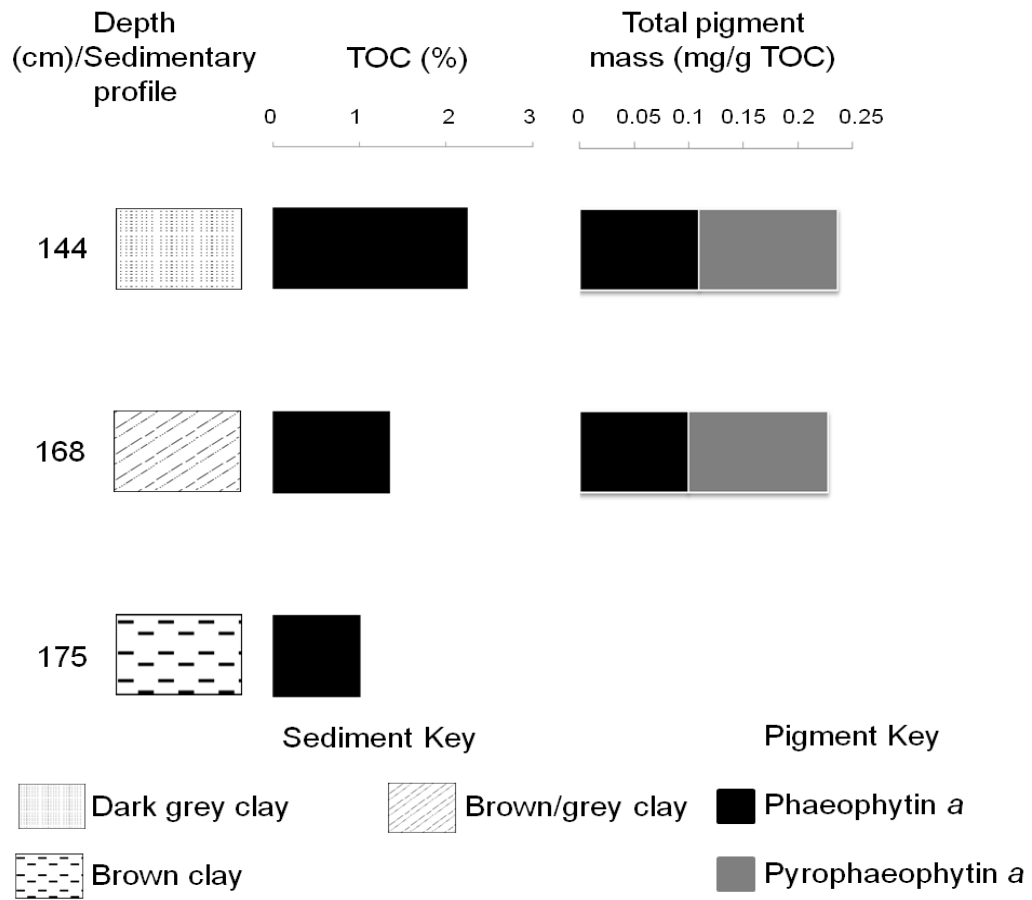 Depth
(cm)/Sedimentary
profile
TOC (%)
Total pigment
mass (mg/g TOC)
0 1 2 3
0 0.05 0.1 0.15 0.2 0.25
144
168
175
Sediment Key
Pigment Key
Dark grey clay
Brown/grey clay
Phaeophytin a
Brown clay
Pyrophaeophytin a